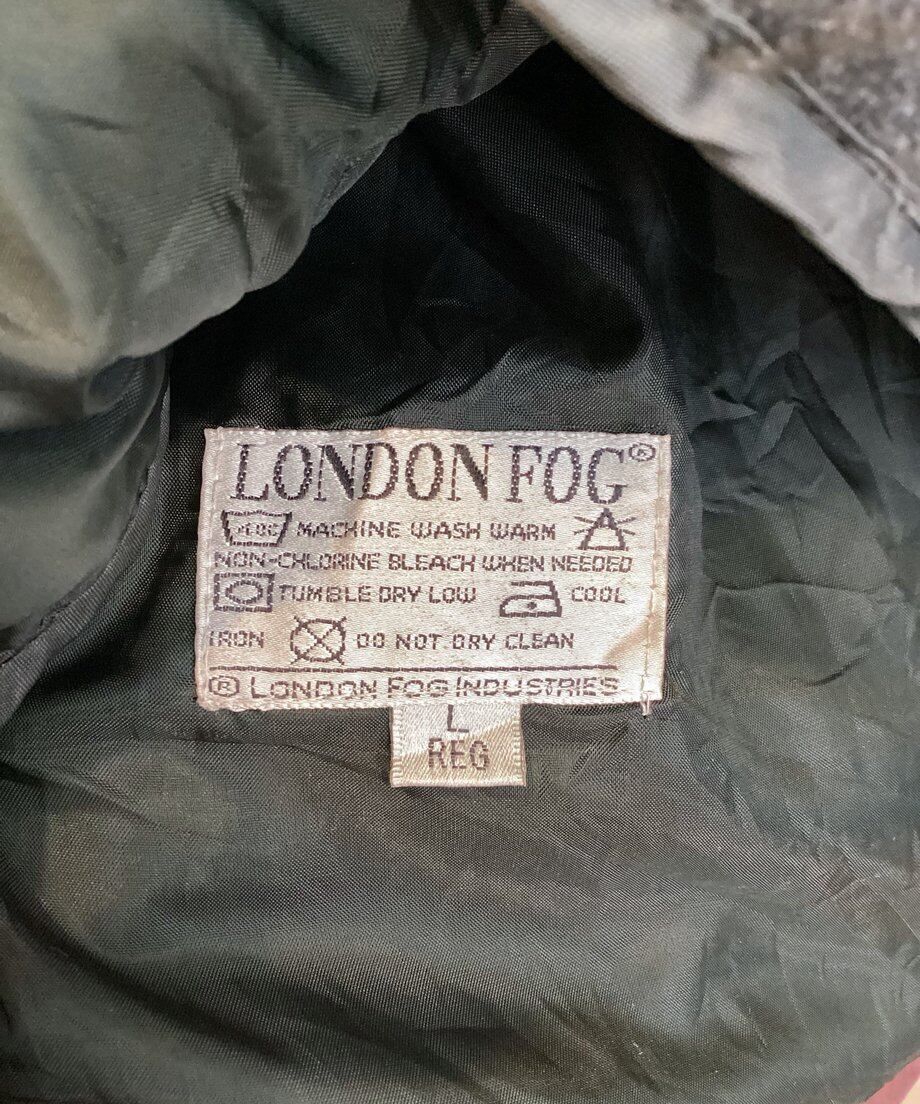 LONDON FOG®
MACHINE WASH WARM
NON-CHLORINE BLEACH WHEN NEEDED
TUMBLE DRY LOW COOL
IRON DO NOT DRY CLEAN
® LONDON FOG INDUSTRIES
L
REG